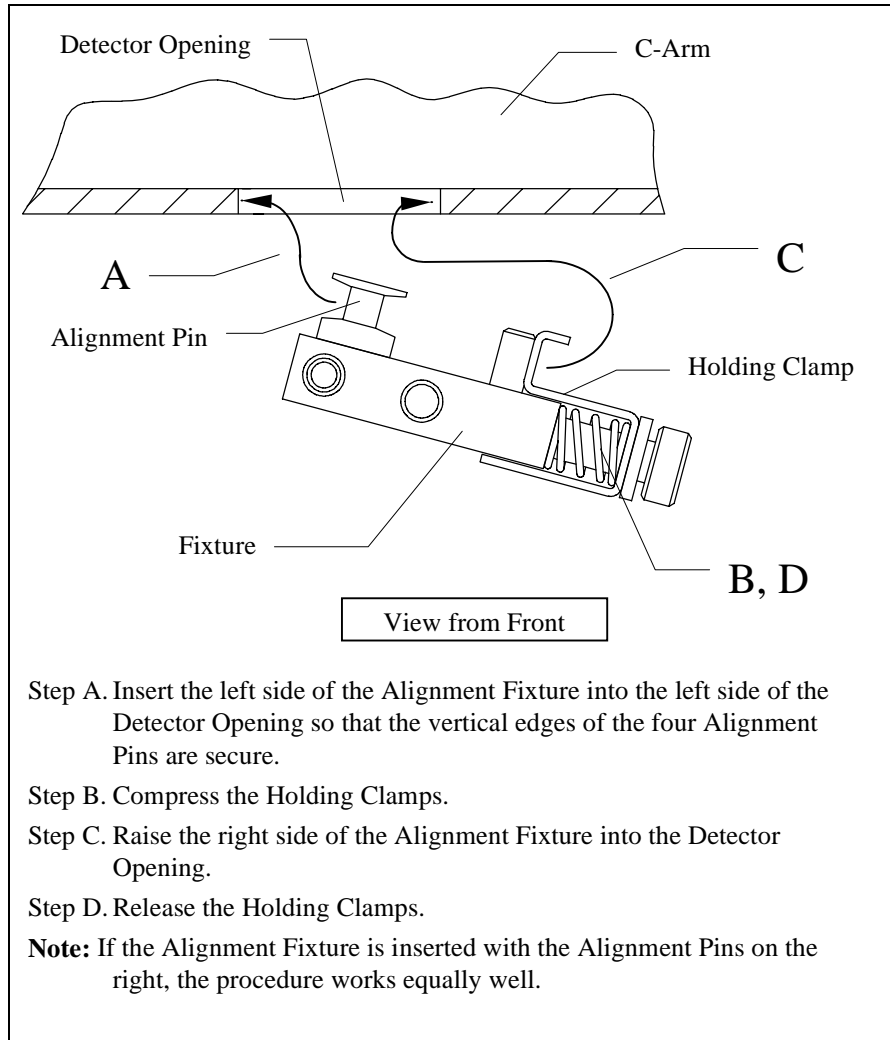 Detector Opening
C-Arm
A
C
Alignment Pin
Holding Clamp
Fixture
B, D
View from Front
Step A. Insert the left side of the Alignment Fixture into the left side of the
Detector Opening so that the vertical edges of the four Alignment
Pins are secure.
Step B. Compress the Holding Clamps.
Step C. Raise the right side of the Alignment Fixture into the Detector
Opening.
Step D. Release the Holding Clamps.
Note: If the Alignment Fixture is inserted with the Alignment Pins on the
right, the procedure works equally well.